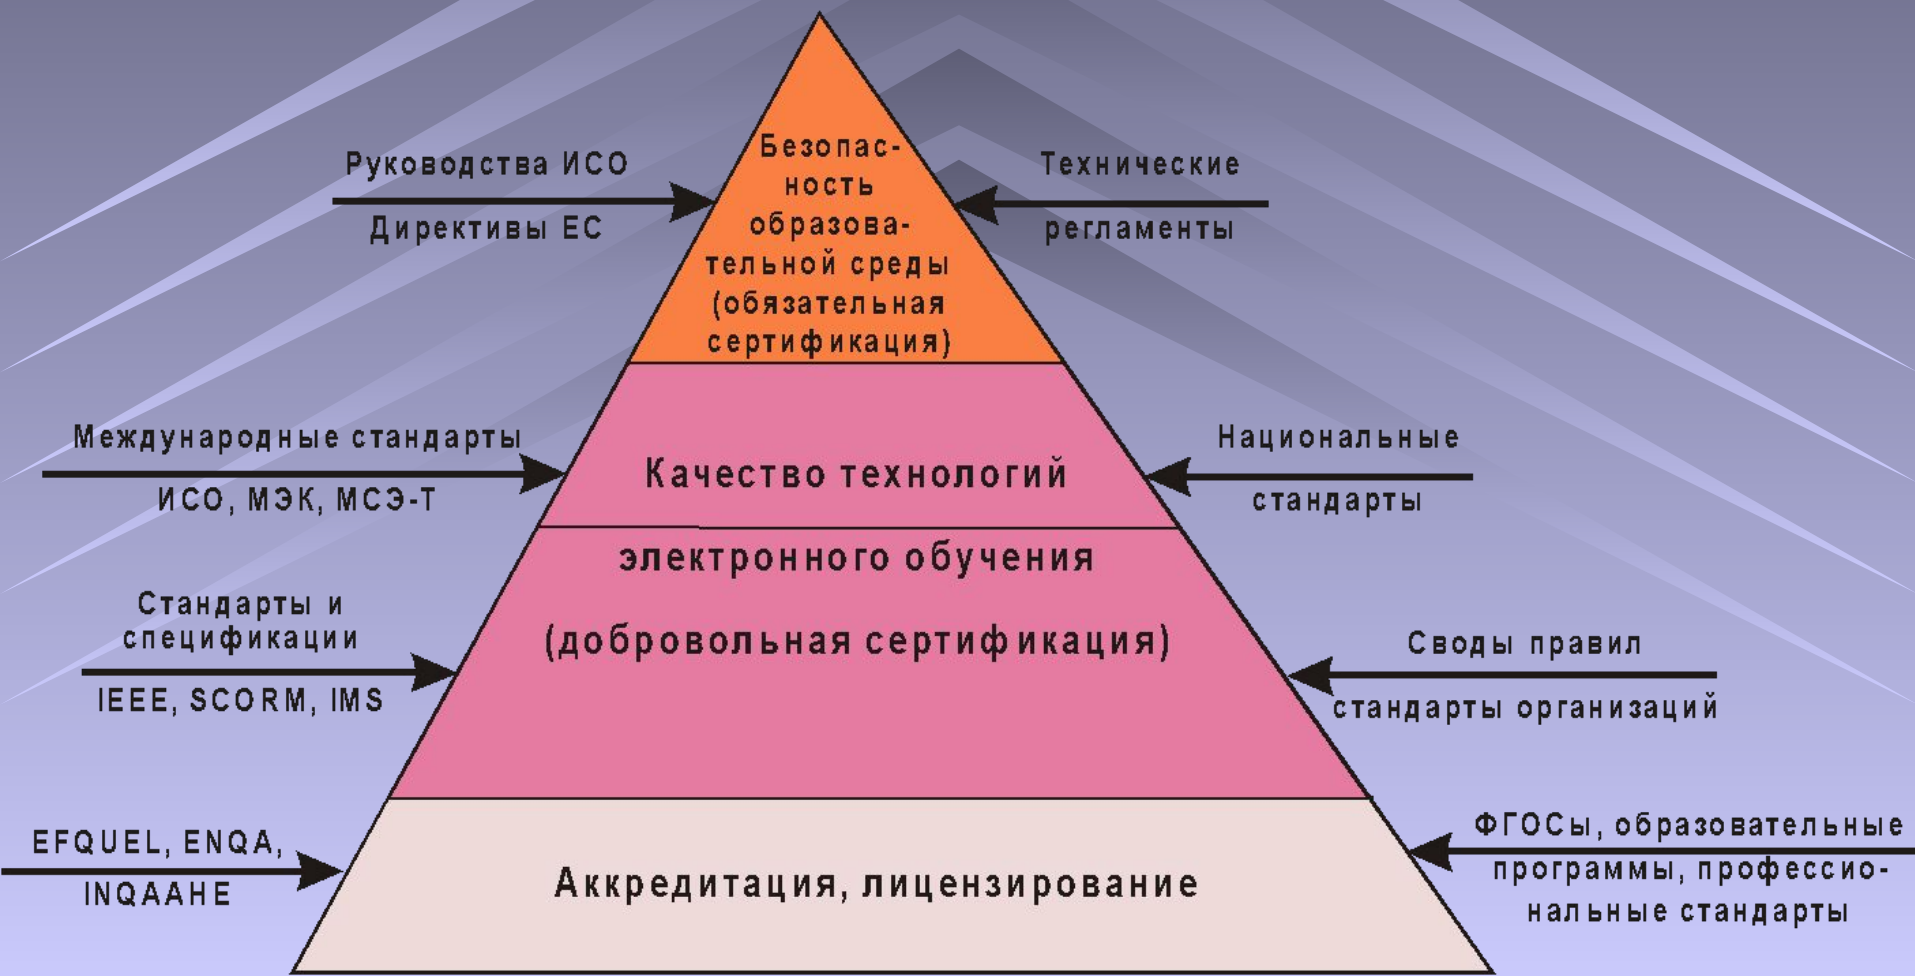 Безопас-
ность
образова-
тельной среды
(обязательная
сертификация)
Руководства ИСО
Директивы ЕС
Технические
регламенты
Международные стандарты
ИСО, МЭК, МСЭ-Т
Качество технологий
Национальные
стандарты
электронного обучения
(добровольная сертификация)
Стандарты и
спецификации
IEEE, SCORM, IMS
Своды правил
стандарты организаций
EFQUEL, ENQA,
INQAAHE
Аккредитация, лицензирование
ФГОСы, образовательные
программы, профессио-
нальные стандарты